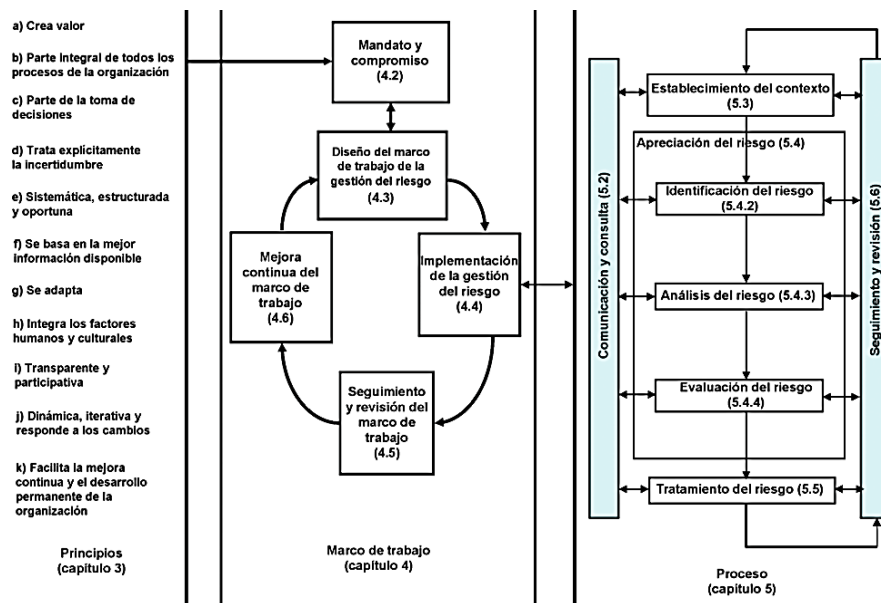 a) Crea valor
b) Parte Integral de todos los
procesos de la organización
c) Parte de la toma de
decisiones
d) Trata explícitamente
la incertidumbre
e) Sistemática, estructurada
y oportuna
f) Se basa en la mejor
información disponible
g) Se adapta
h) Integra los factores
humanos y culturales
i) Transparente y
participativa
j) Dinámica, iterativa y
responde a los cambios
k) Facilita la mejora
continua y el desarrollo
permanente de la
organización
Principios
(capítulo 3)
Mandato y
compromiso
(4.2)
Diseño del marco
de trabajo de la
gestión del riesgo
(4.3)
Mejora
continua del
marco de
trabajo
(4.6)
Implementación
de la gestión
del riesgo
(4.4)
Seguimiento
y revisión del
marco de
trabajo
(4.5)
Marco de trabajo
(capítulo 4)
Comunicación y consulta (5.2)
Establecimiento del contexto
(5.3)
Apreciación del riesgo (5.4)
Identificación del riesgo
(5.4.2)
Análisis del riesgo (5.4.3)
Evaluación del riesgo
(5.4.4)
Tratamiento del riesgo (5.5)
Seguimiento y revisión (5.6)
Proceso
(capítulo 5)